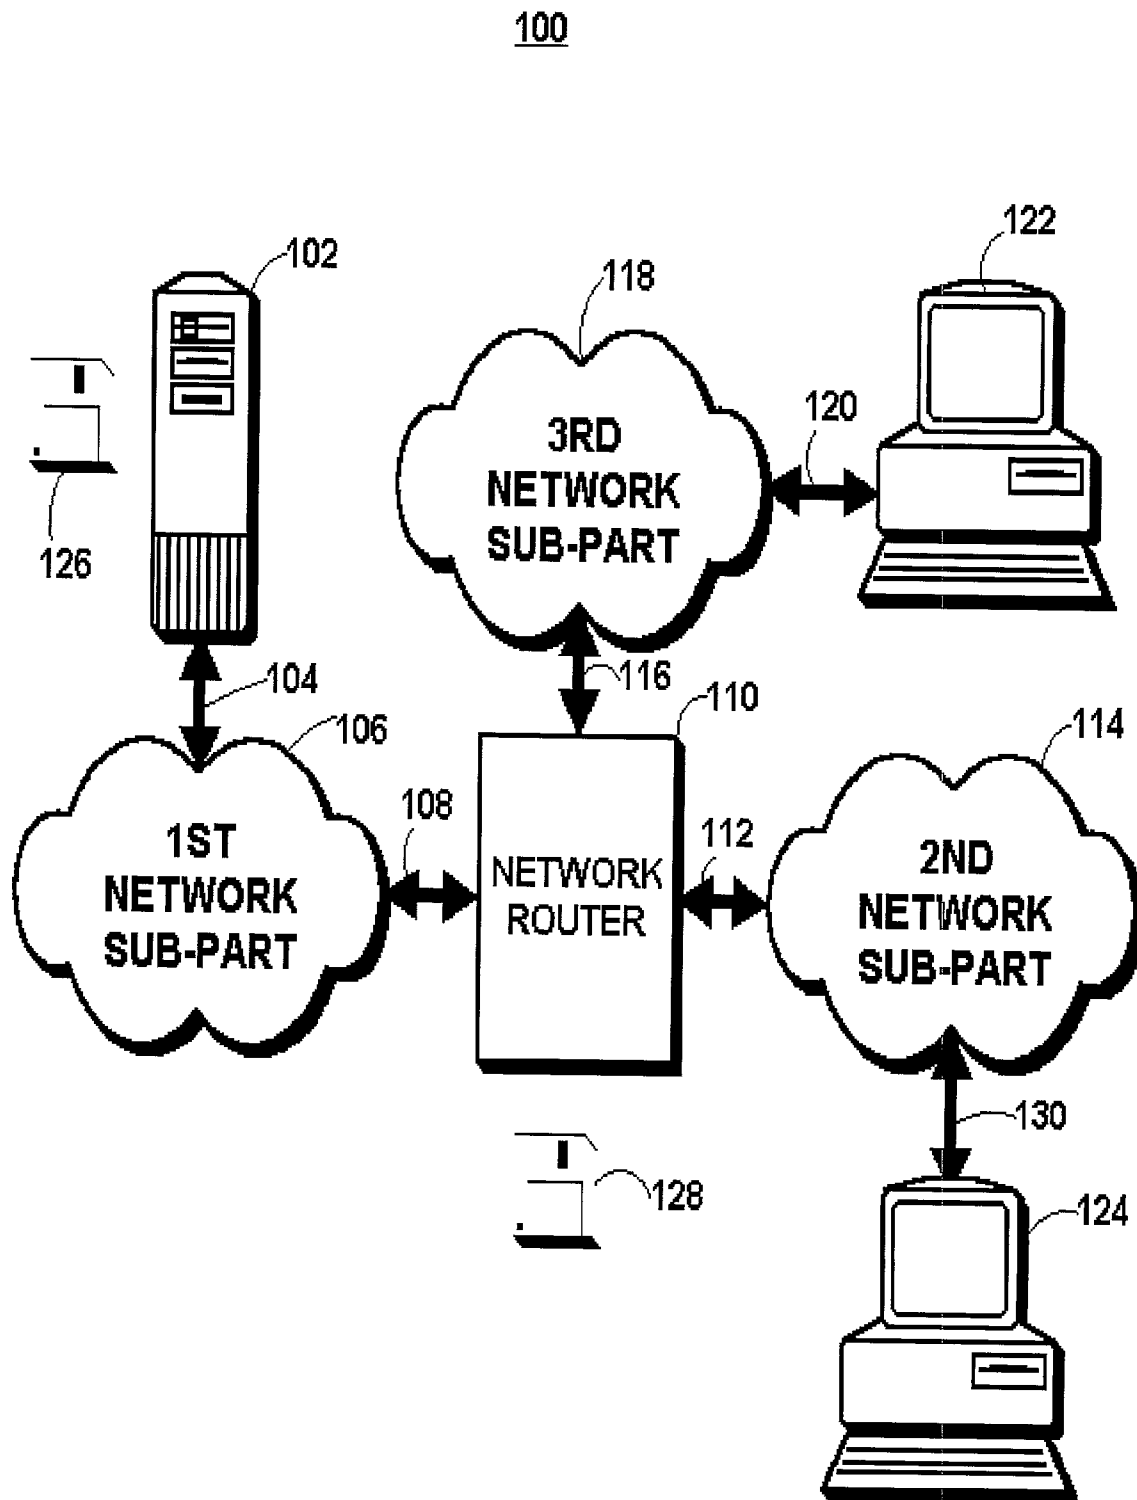 100
102
118
122
120
3RD
NETWORK
SUB-PART
126
104
116
110
106
114
108
112
1ST
NETWORK
SUB-PART
NETWORK
ROUTER
2ND
NETWORK
SUB-PART
130
128
124